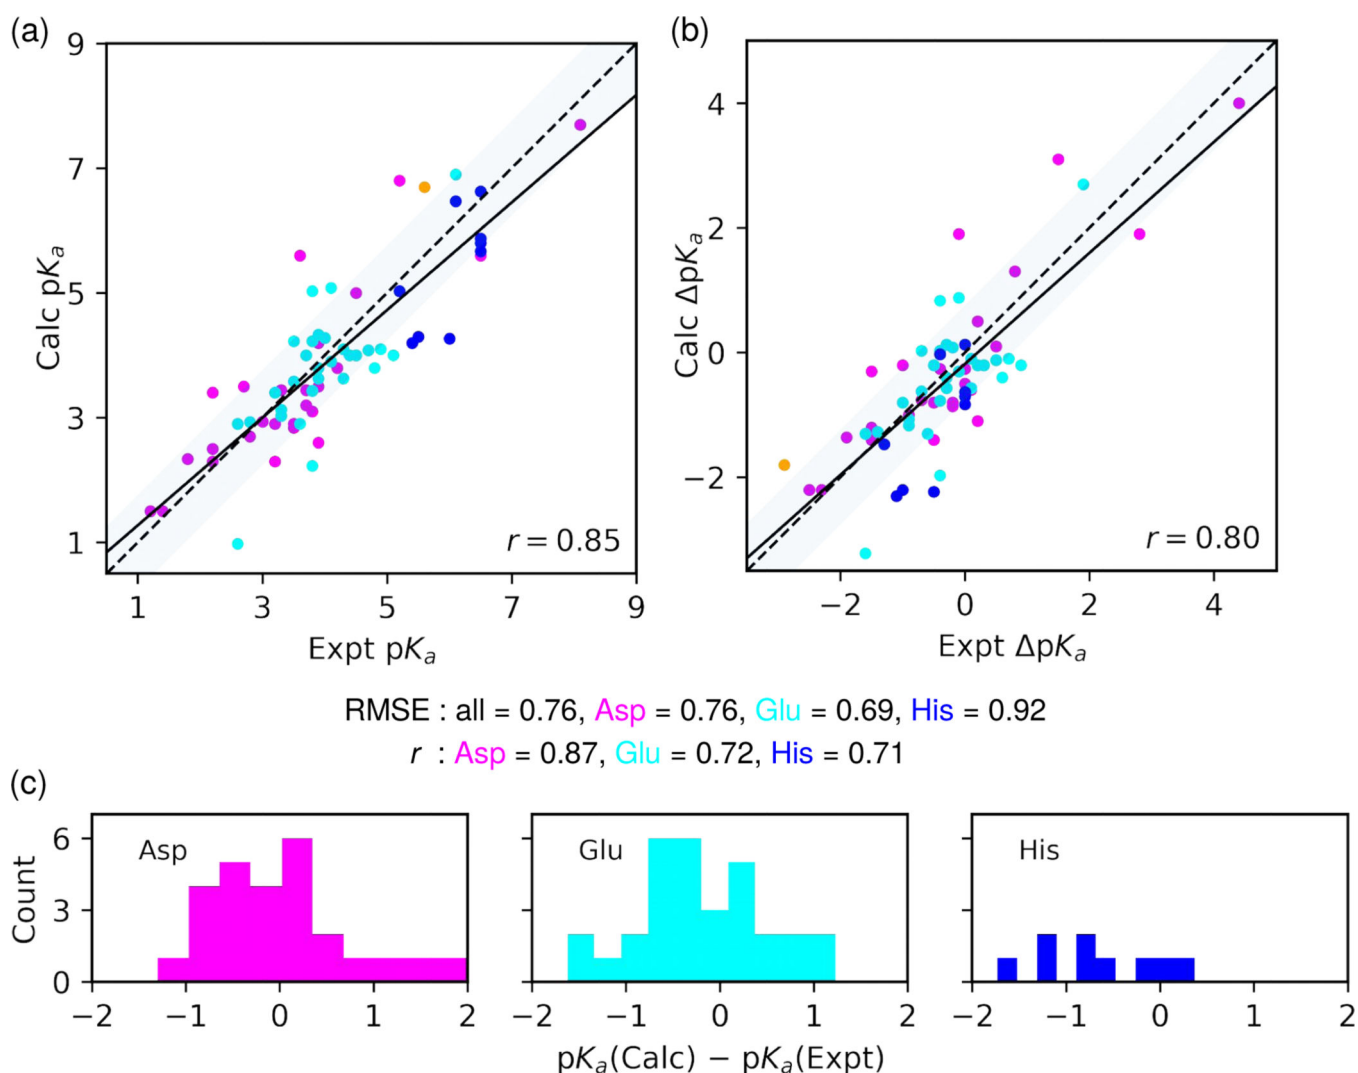 (a)
9
7
5
3
1
Calc pKₐ
r = 0.85
1 3 5 7 9
Expt pKₐ
(b)
4
2
0
−2
Calc ΔpKₐ
r = 0.80
−2 0 2 4
Expt ΔpKₐ
RMSE : all = 0.76, Asp = 0.76, Glu = 0.69, His = 0.92
r : Asp = 0.87, Glu = 0.72, His = 0.71
(c)
6
3
0
Count
Asp
−2 −1 0 1 2
Glu
−2 −1 0 1 2
His
−2 −1 0 1 2
pKₐ(Calc) − pKₐ(Expt)